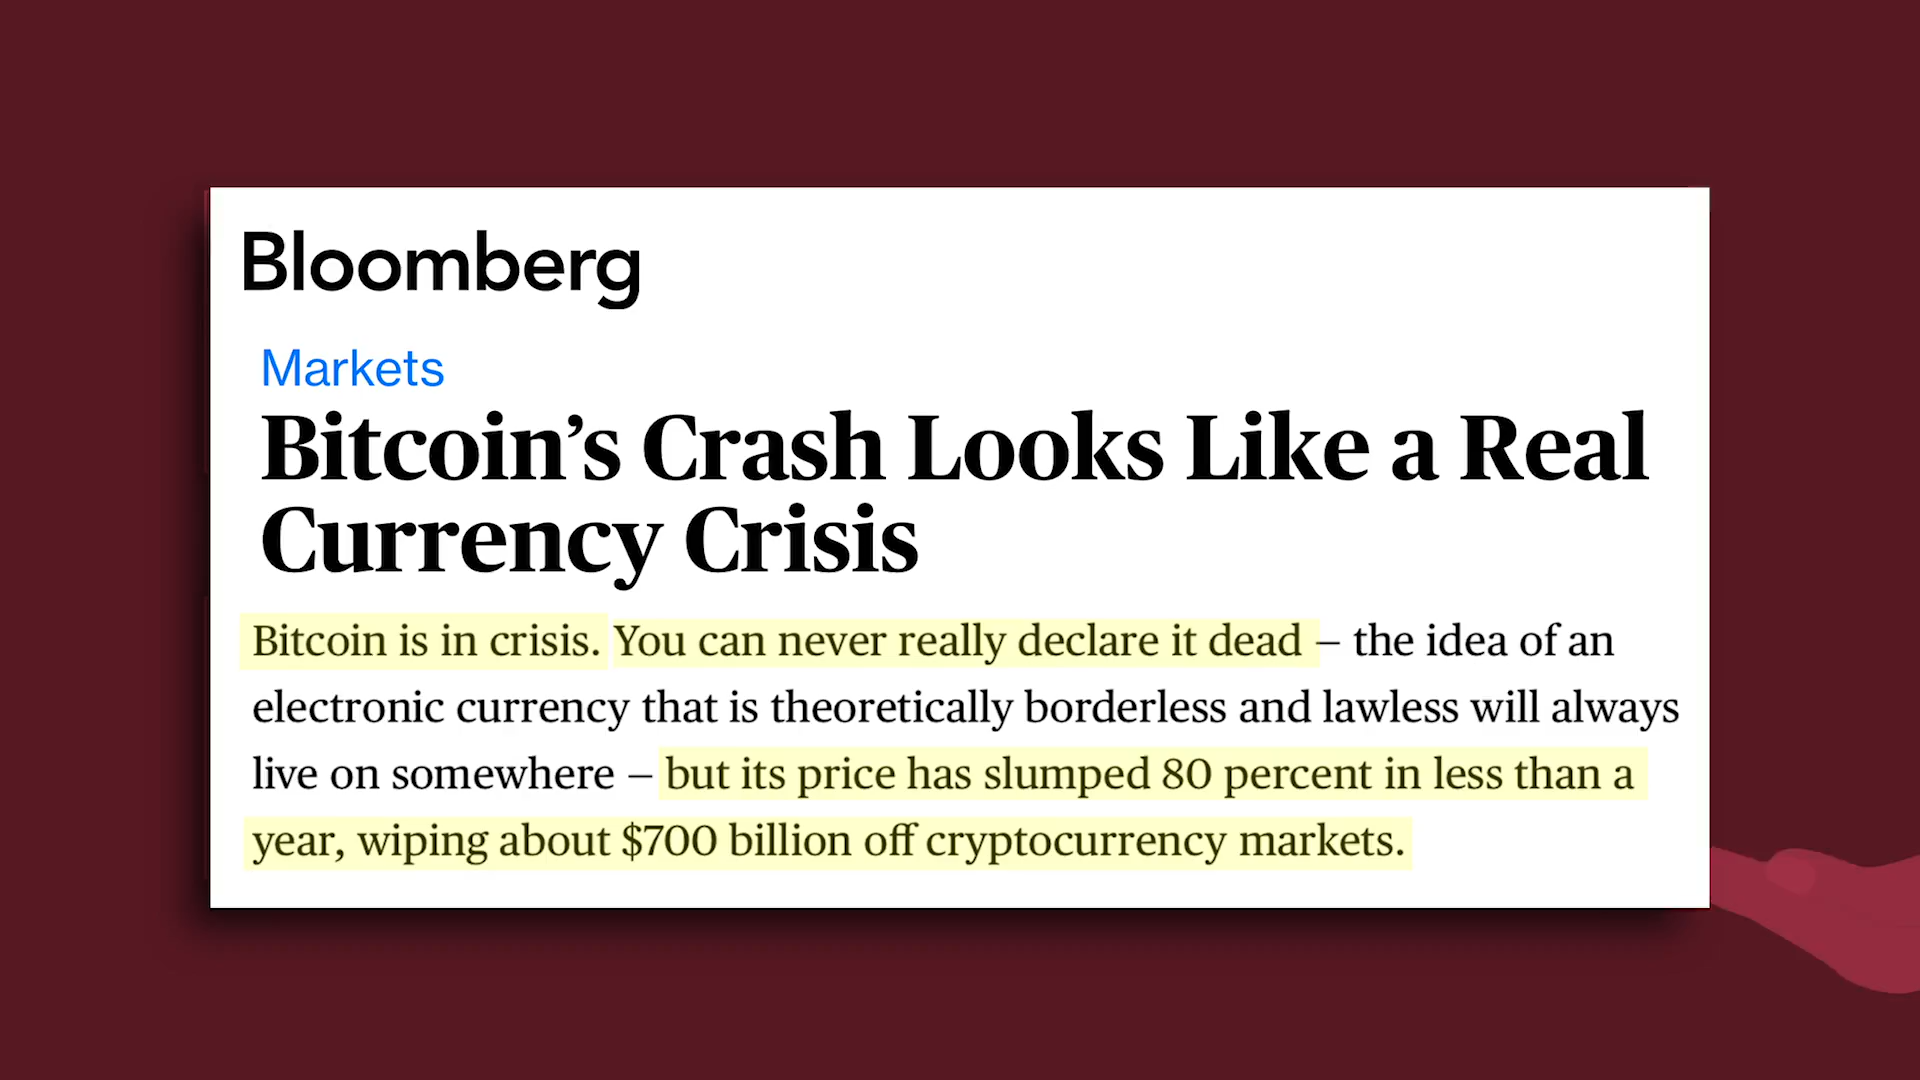 Bloomberg
Markets
Bitcoin’s Crash Looks Like a Real
Currency Crisis
Bitcoin is in crisis. You can never really declare it dead – the idea of an
electronic currency that is theoretically borderless and lawless will always
live on somewhere – but its price has slumped 80 percent in less than a
year, wiping about $700 billion off cryptocurrency markets.